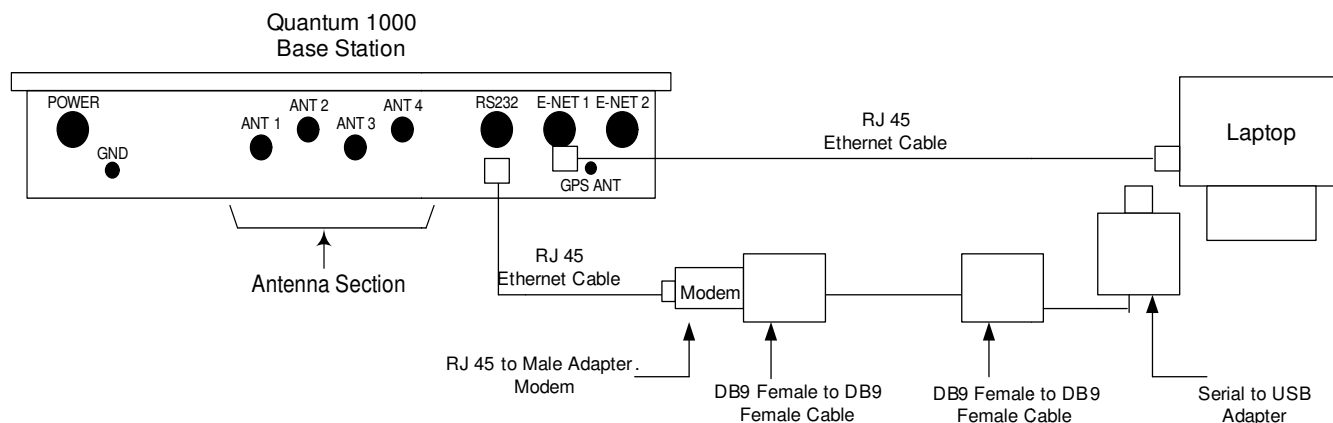 Quantum 1000
Base Station
POWER
GND
ANT 1
ANT 2
ANT 3
ANT 4
RS232
E-NET 1
E-NET 2
GPS ANT
RJ 45
Ethernet Cable
Laptop
Antenna Section
RJ 45
Ethernet Cable
Modem
RJ 45 to Male Adapter.
Modem
DB9 Female to DB9
Female Cable
DB9 Female to DB9
Female Cable
Serial to USB
Adapter